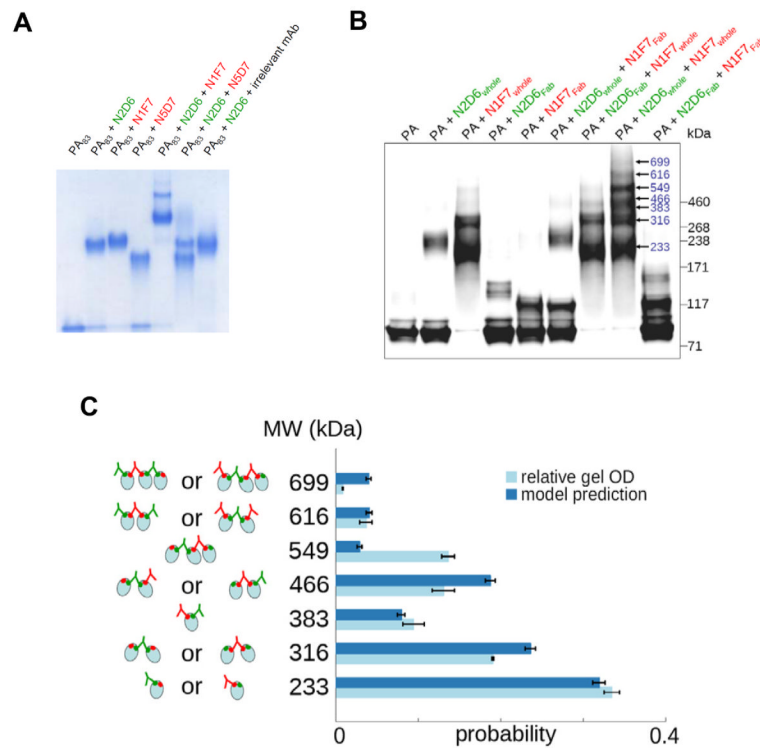 A
PA83
PA83 + N2D6
PA83 + N1F7
PA83 + N5D7
PA83 + N2D6 + N1F7
PA83 + N2D6 + N5D7
PA83 + N2D6 + irrelevant mAb
B
PA
PA + N2D6whole
PA + N1F7whole
PA + N2D6Fab
PA + N1F7Fab
PA + N2D6whole + N1F7Fab
PA + N2D6Fab + N1F7whole
PA + N2D6whole + N1F7whole
PA + N2D6Fab + N1F7Fab
kDa
699
616
549
466
383
316
233
460
268
238
171
117
71
C
MW (kDa)
or 699
or 616
549
or 466
383
or 316
or 233
relative gel OD
model prediction
0 probability 0.4